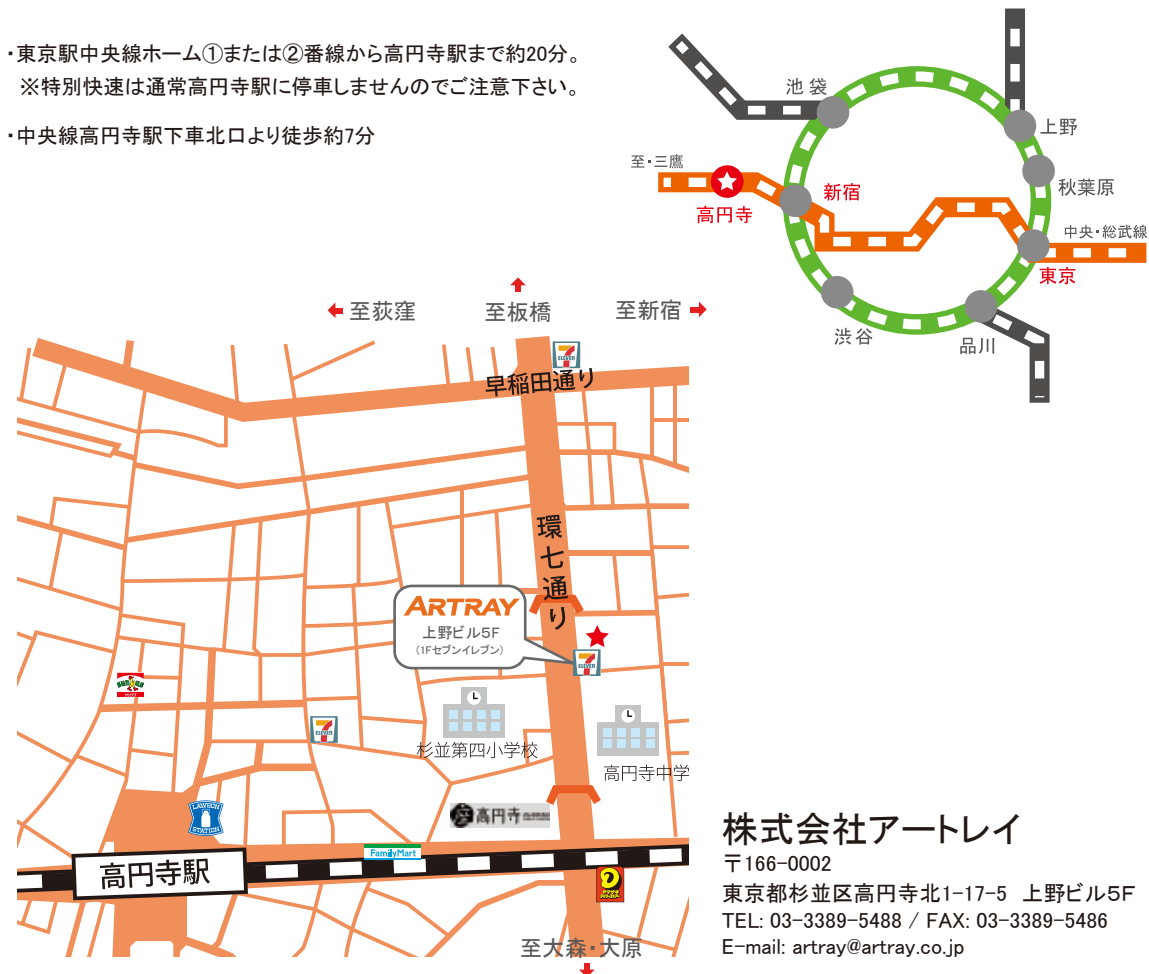 ・東京駅中央線ホーム①または②番線から高円寺駅まで約20分。
※特別快速は通常高円寺駅に停車しませんのでご注意下さい。
・中央線高円寺駅下車北口より徒歩約7分
池袋
上野
至・三鷹
秋葉原
新宿
高円寺
中央・総武線
東京
渋谷
品川
至荻窪
至板橋
至新宿
7
ELEVEN
早稲田通り
環七通り
ARTRAY
上野ビル5F
(1Fセブンイレブン)
7
ELEVEN
7
ELEVEN
杉並第四小学校
高円寺中学
高円寺
LAWSON
STATION
FamilyMart
高円寺駅
至大森・大原
株式会社アートレイ
〒166-0002
東京都杉並区高円寺北1-17-5 上野ビル5F
TEL: 03-3389-5488 / FAX: 03-3389-5486
E-mail: artray@artray.co.jp